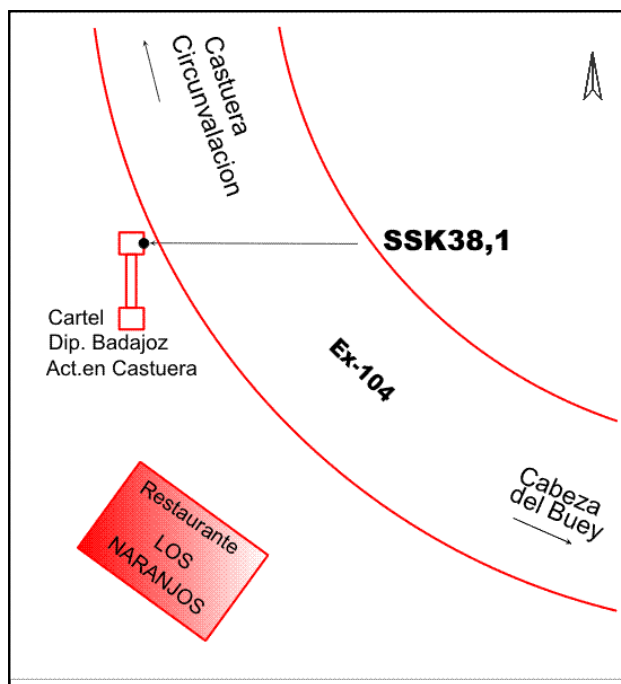 Castuera
Circunvalacion
SSK38,1
Cartel
Dip. Badajoz
Act.en Castuera
Ex-104
Cabeza
del Buey
Restaurante
LOS
NARANJOS